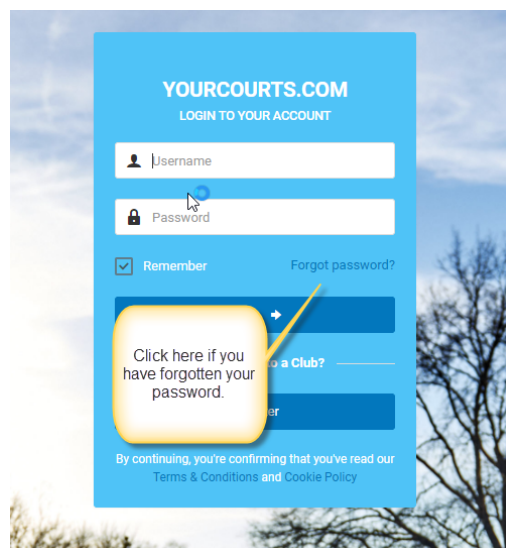 YOURCOURTS.COM
LOGIN TO YOUR ACCOUNT
Username
Password
Remember
Forgot password?
Click here if you
have forgotten your
password.
to a Club?
By continuing, you're confirming that you've read our
Terms & Conditions and Cookie Policy